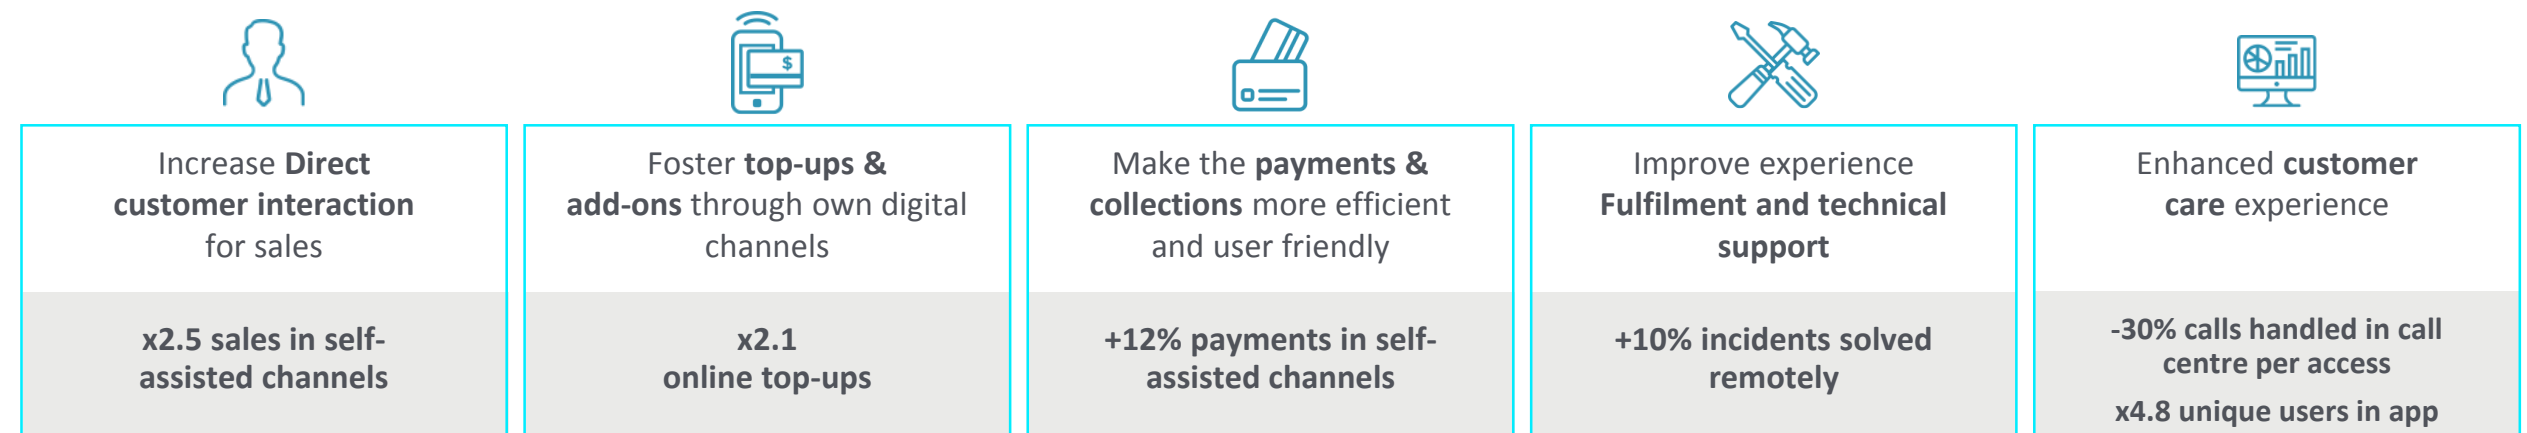 $
Increase Direct
customer interaction
for sales
x2.5 sales in self-
assisted channels
Foster top-ups &
add-ons through own digital
channels
x2.1
online top-ups
Make the payments &
collections more efficient
and user friendly
+12% payments in self-
assisted channels
Improve experience
Fulfilment and technical
support
+10% incidents solved
remotely
Enhanced customer
care experience
-30% calls handled in call
centre per access
x4.8 unique users in app